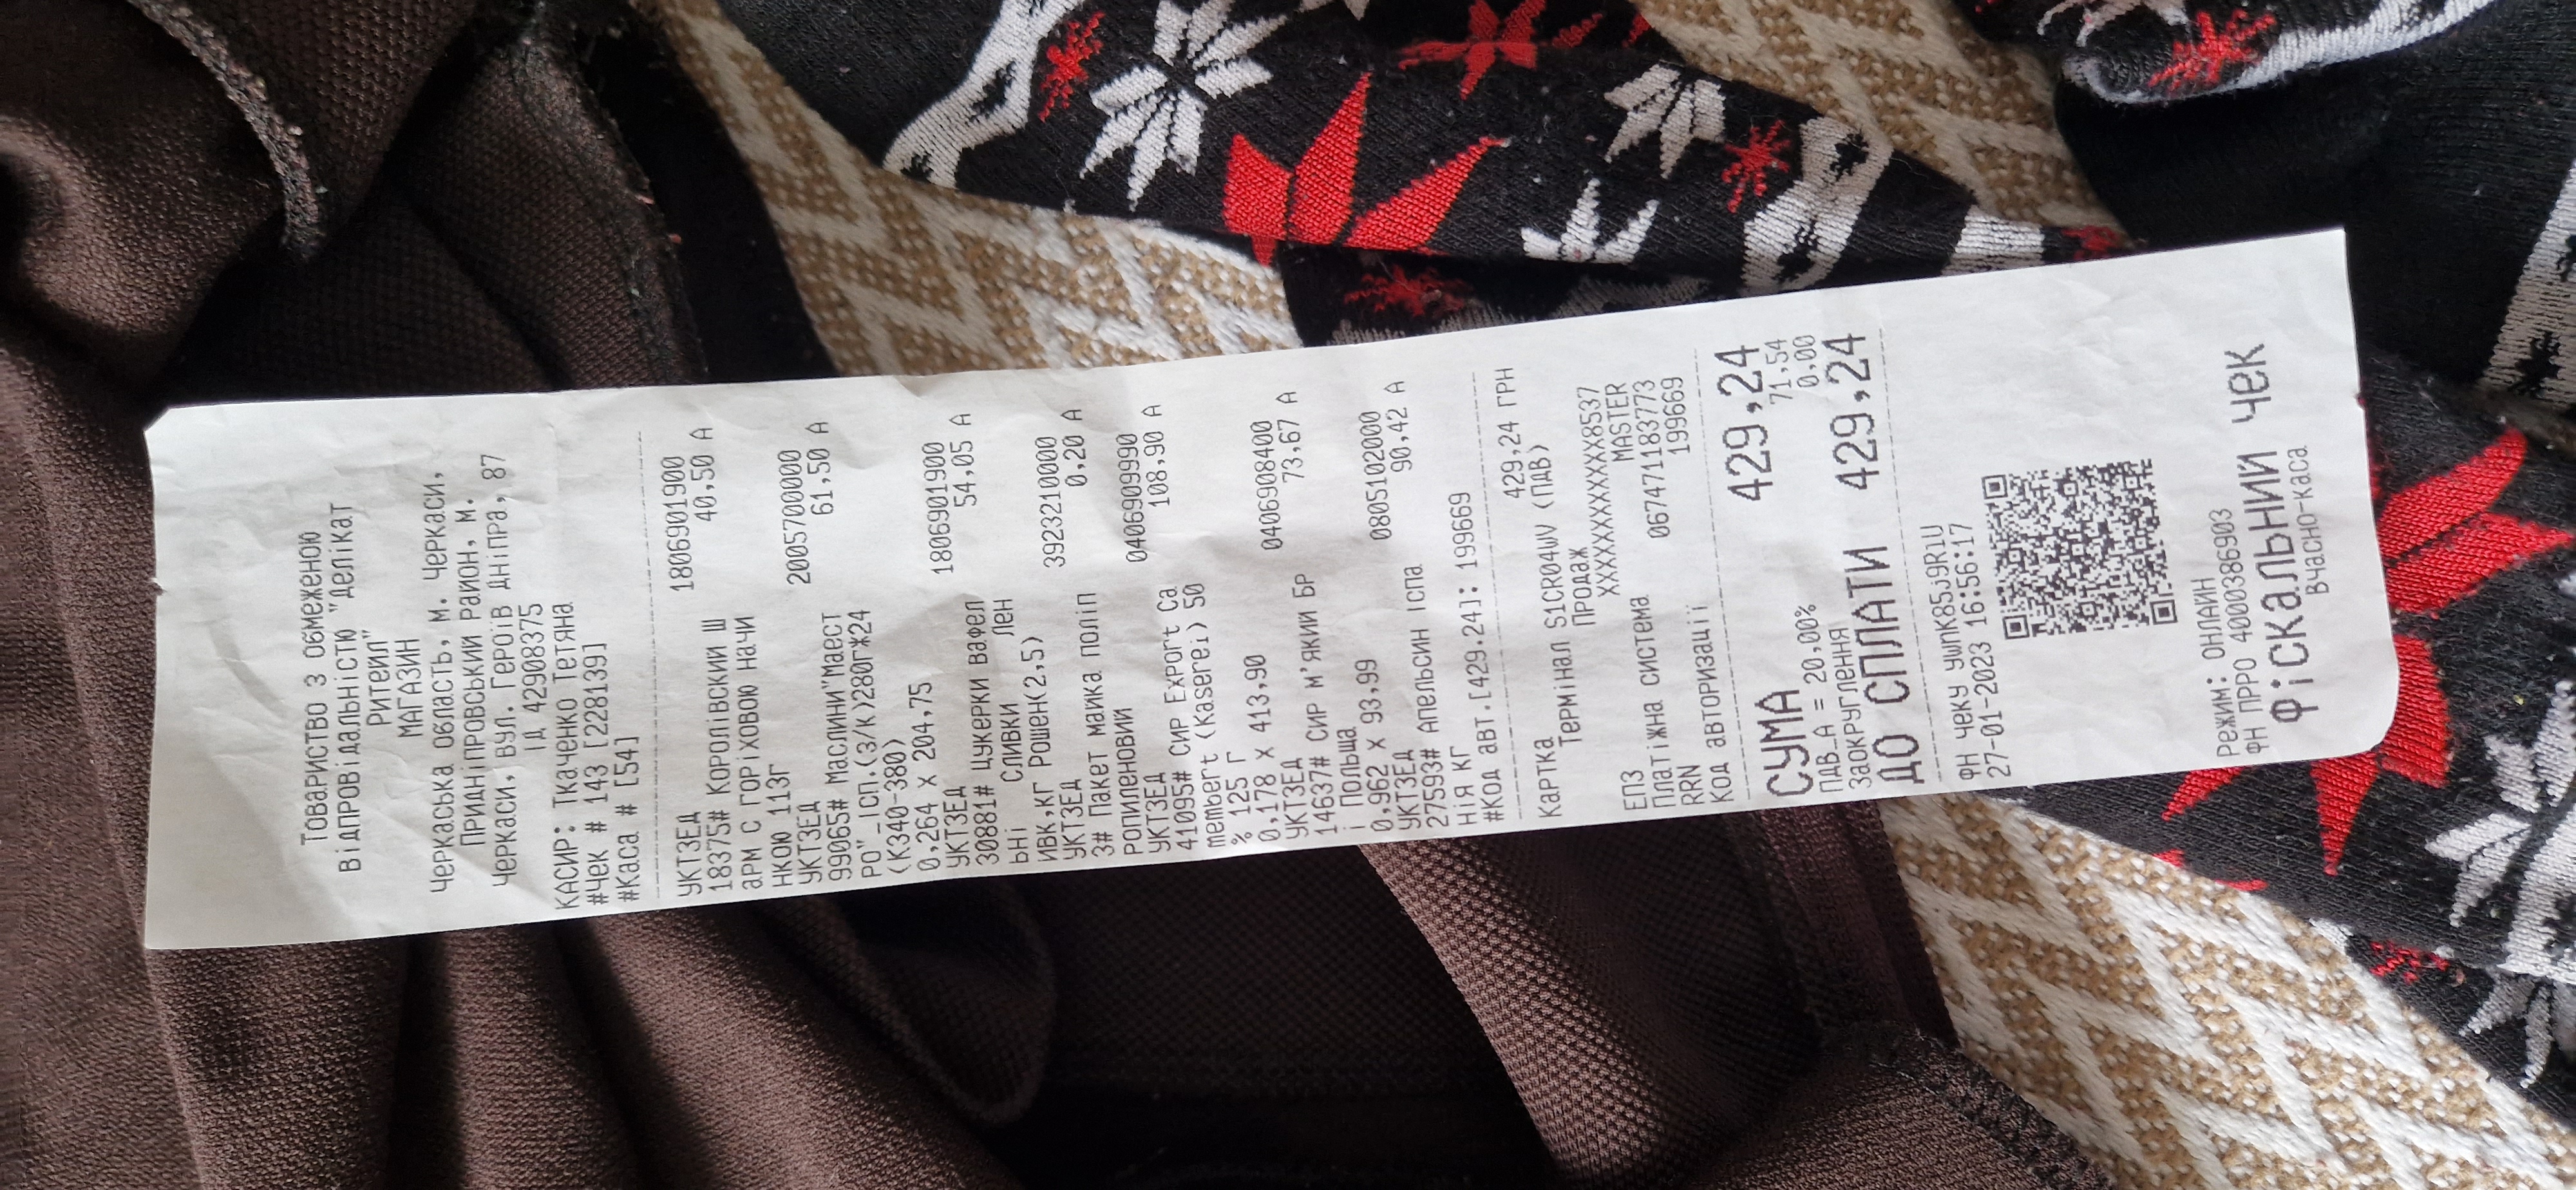 Товариство з обмеженою
відповідальністю "Делікат
Ритейл"
МАГАЗИН
Черкаська область, м. Черкаси,
Придніпровський район, м.
Черкаси, вул. Героїв Дніпра, 87
ІД 42908375
КАСИР: Ткаченко Тетяна
#Чек # 143 [228139]
#Каса # [54]
УКТЗЕД 1806901900
18375# Королівский Ш 40,50 А
арм с горіховою начи
нкою 113г
УКТЗЕД 2005700000
99065# Маслини"Маест 61,50 А
ро"_Ісп.(з/к)280г*24
(К340-380)
0,264 x 204,75
УКТЗЕД 1806901900
30881# Цукерки вафел 54,05 А
ьні Сливки Лен
ивк,кг Рошен(2,5)
УКТЗЕД 3923210000
3# Пакет майка поліп 0,20 А
ропиленовий
УКТЗЕД 0406909990
41095# Сир Export Ca 108,90 А
membert (Kaserei) 50
% 125 г
0,178 x 413,90
УКТЗЕД 0406908400
14637# Сир м'який Бр 73,67 А
і Польща
0,962 x 93,99
УКТЗЕД 0805102000
27593# Апельсин Іспа 90,42 А
нія кг
#Код авт.[429.24]: 199669
Картка 429,24 ГРН
Термінал S1CR04WV (ПДВ)
Продаж
ЕПЗ XXXXXXXXXXXX8537
Платіжна система MASTER
RRN 067471183773
Код авторизації 199669
СУМА 429,24
ПДВ_А = 20,00% 71,54
Заокруглення 0,00
ДО СПЛАТИ 429,24
ФН чеку ywnK85j9R1U
27-01-2023 16:56:17
Режим: ОНЛАЙН
ФН ПРРО 4000386903
Фіскальний чек
Вчасно-каса